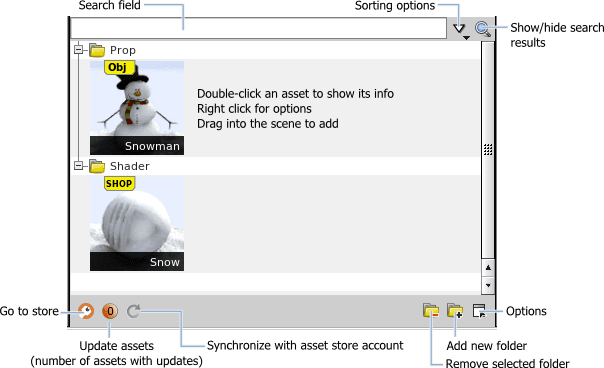 Search field
Sorting options
Show/hide search
results
Prop
Obj
Snowman
Double-click an asset to show its info
Right click for options
Drag into the scene to add
Shader
SHOP
Snow
Go to store
0
Options
Update assets
(number of assets with updates)
Synchronize with asset store account
Add new folder
Remove selected folder